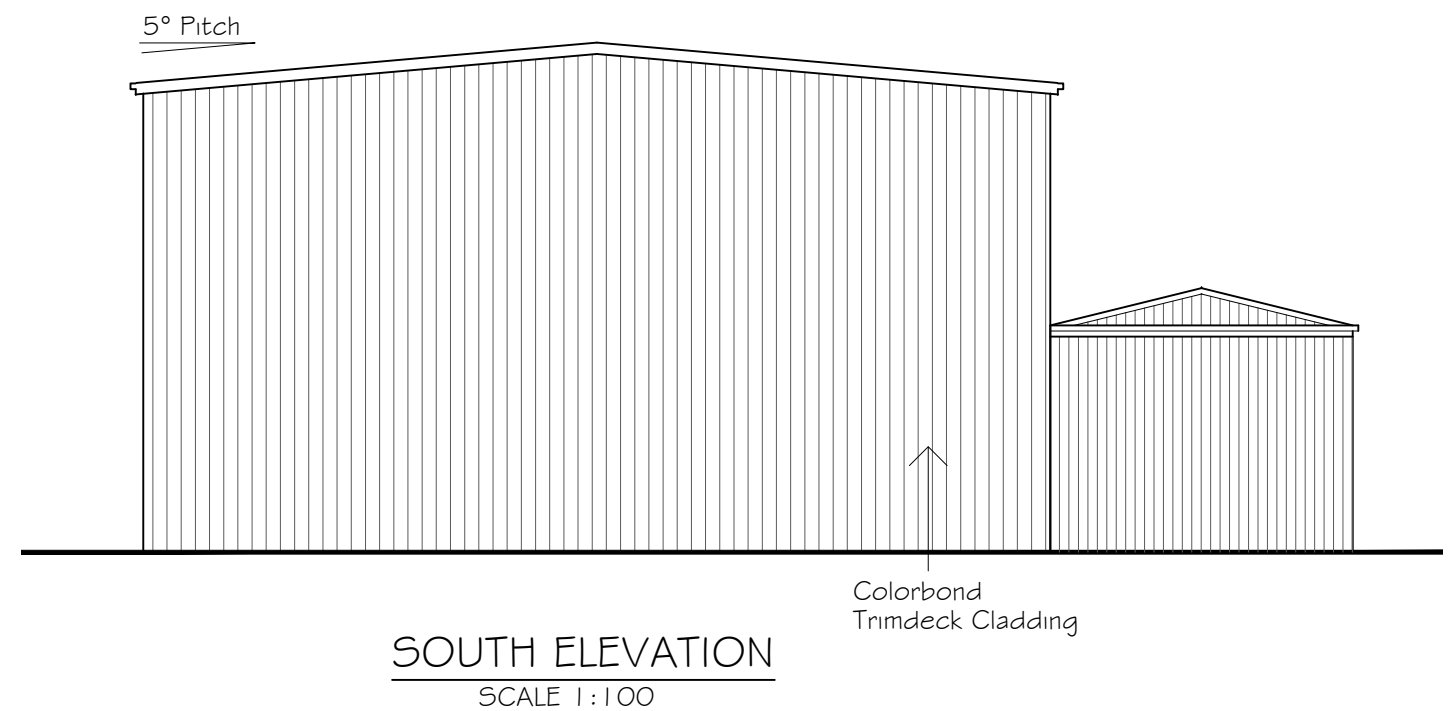 5° Pitch
Colorbond
Trimdeck Cladding
SOUTH ELEVATION
SCALE 1:100